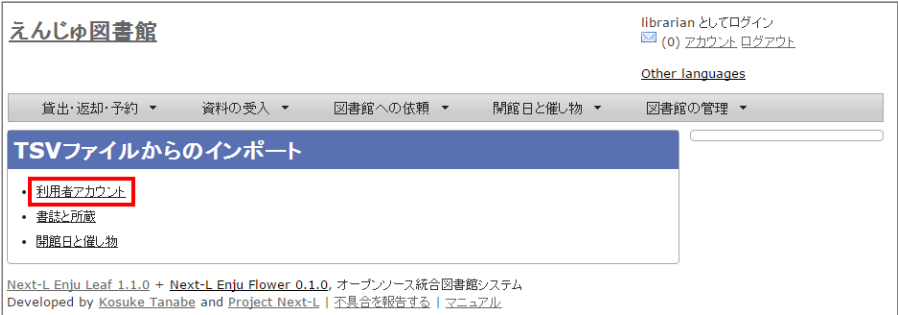 えんじゅ図書館
librarian としてログイン
(0) アカウント ログアウト
Other languages
貸出・返却・予約 ▼ 資料の受入 ▼ 図書館への依頼 ▼ 開館日と催し物 ▼ 図書館の管理 ▼
TSVファイルからのインポート
• 利用者アカウント
• 書誌と所蔵
• 開館日と催し物
Next-L Enju Leaf 1.1.0 + Next-L Enju Flower 0.1.0, オープンソース統合図書館システム
Developed by Kosuke Tanabe and Project Next-L | 不具合を報告する | マニュアル